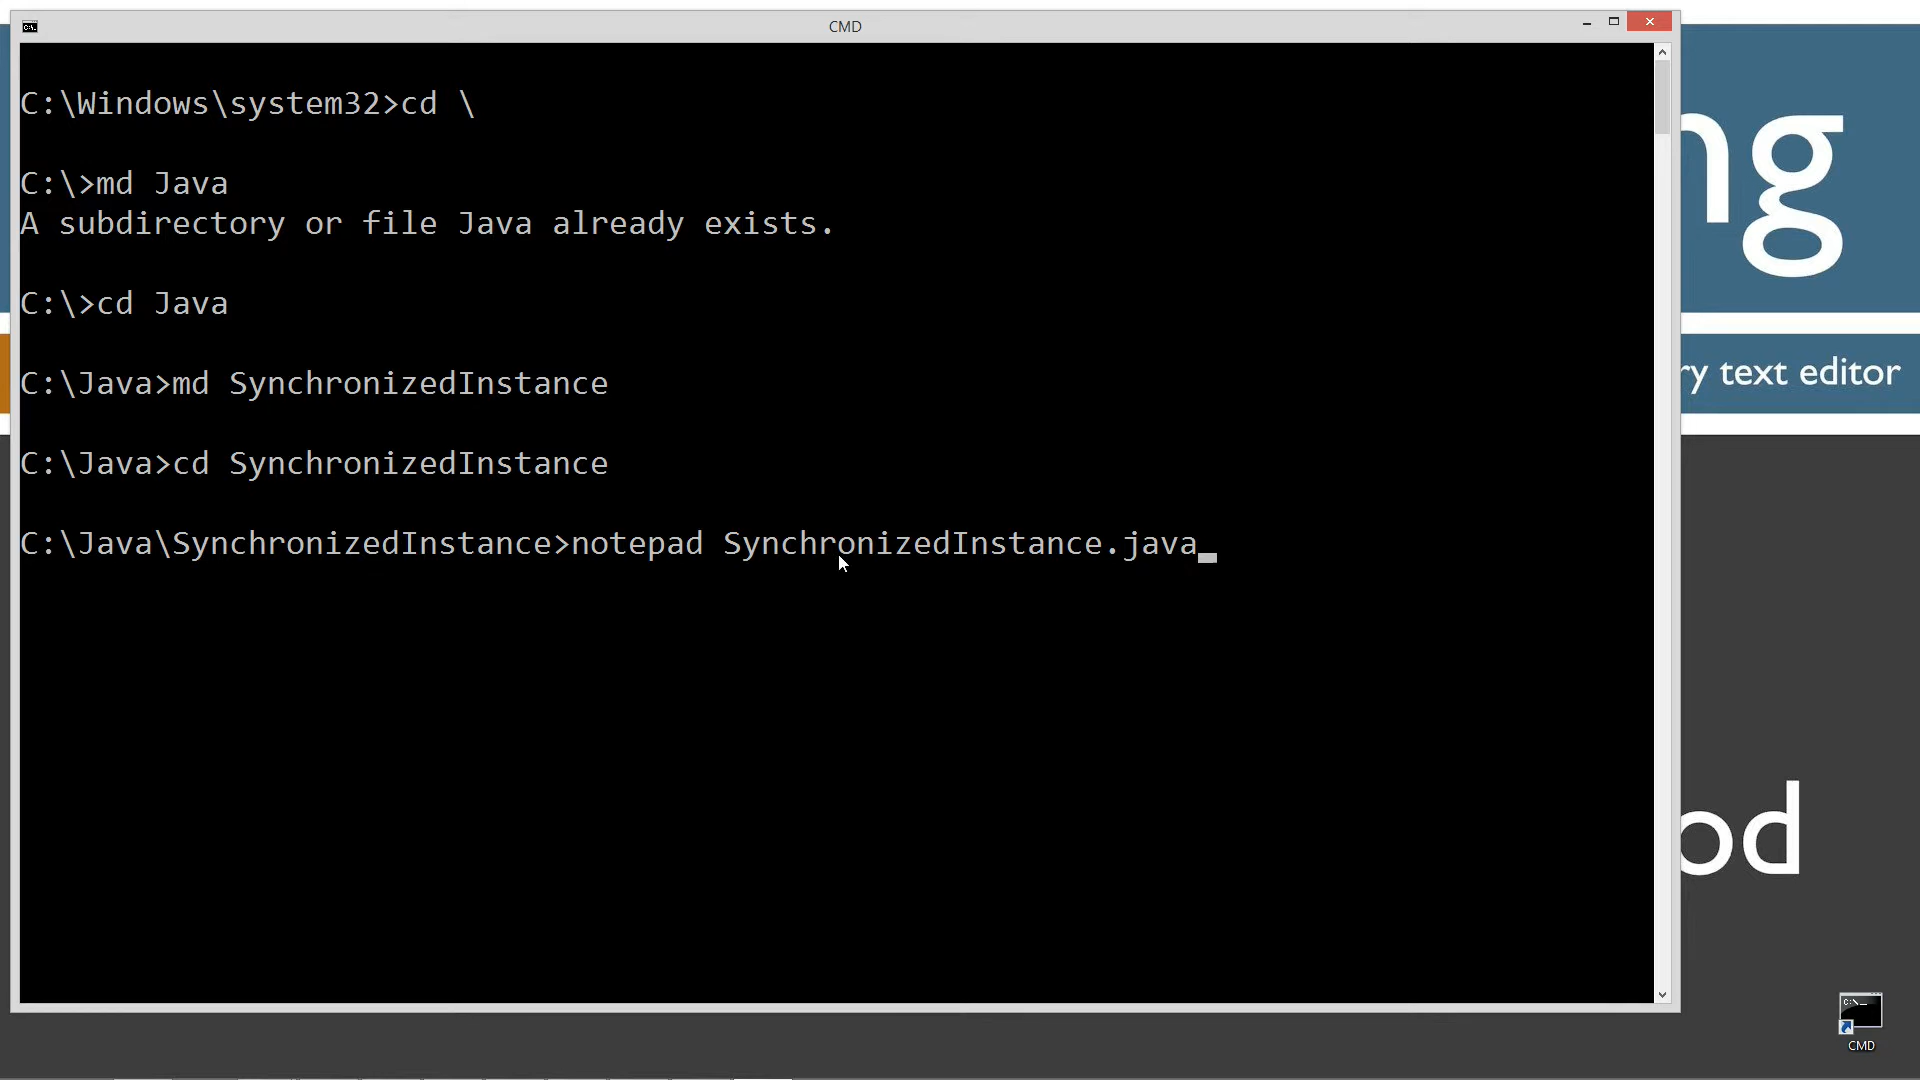 CMD
C:\Windows\system32>cd \
C:\>md Java
A subdirectory or file Java already exists.
C:\>cd Java
C:\Java>md SynchronizedInstance
C:\Java>cd SynchronizedInstance
C:\Java\SynchronizedInstance>notepad SynchronizedInstance.java
ng
ry text editor
od
CMD